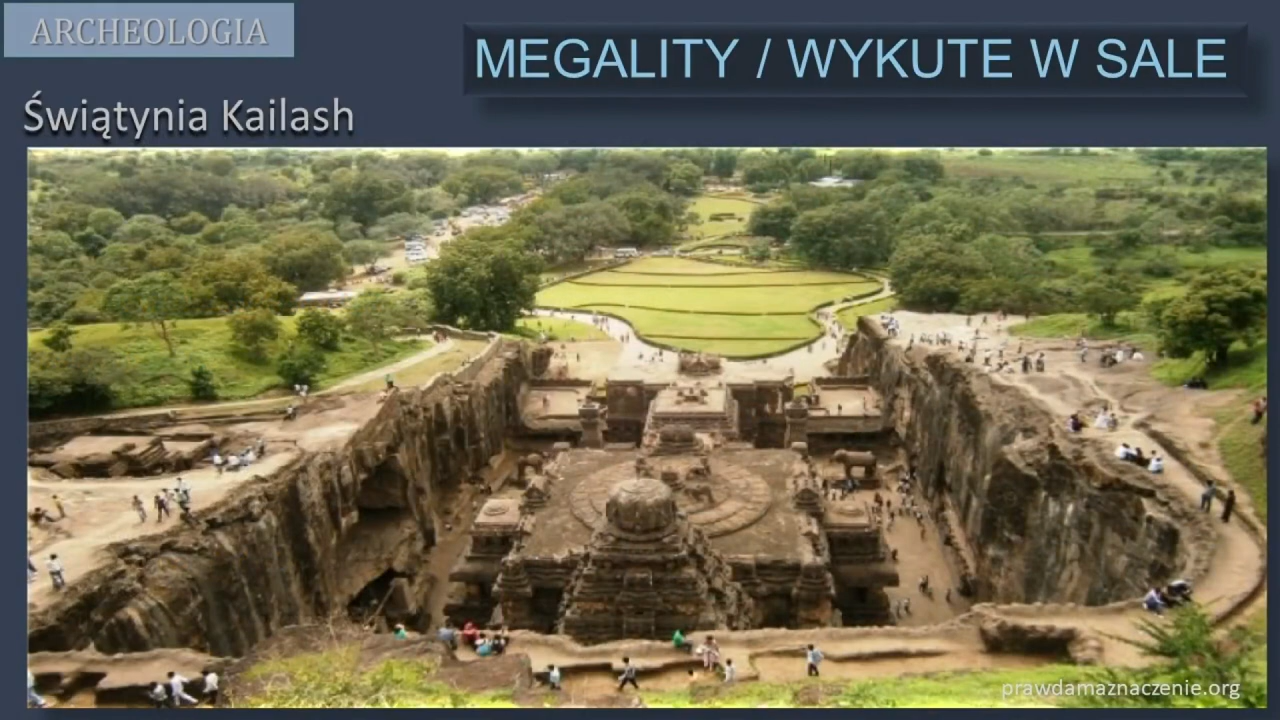 ARCHEOLOGIA
MEGALITY / WYKUTE W SALE
Świątynia Kailash
prawdamaznaczenie.org